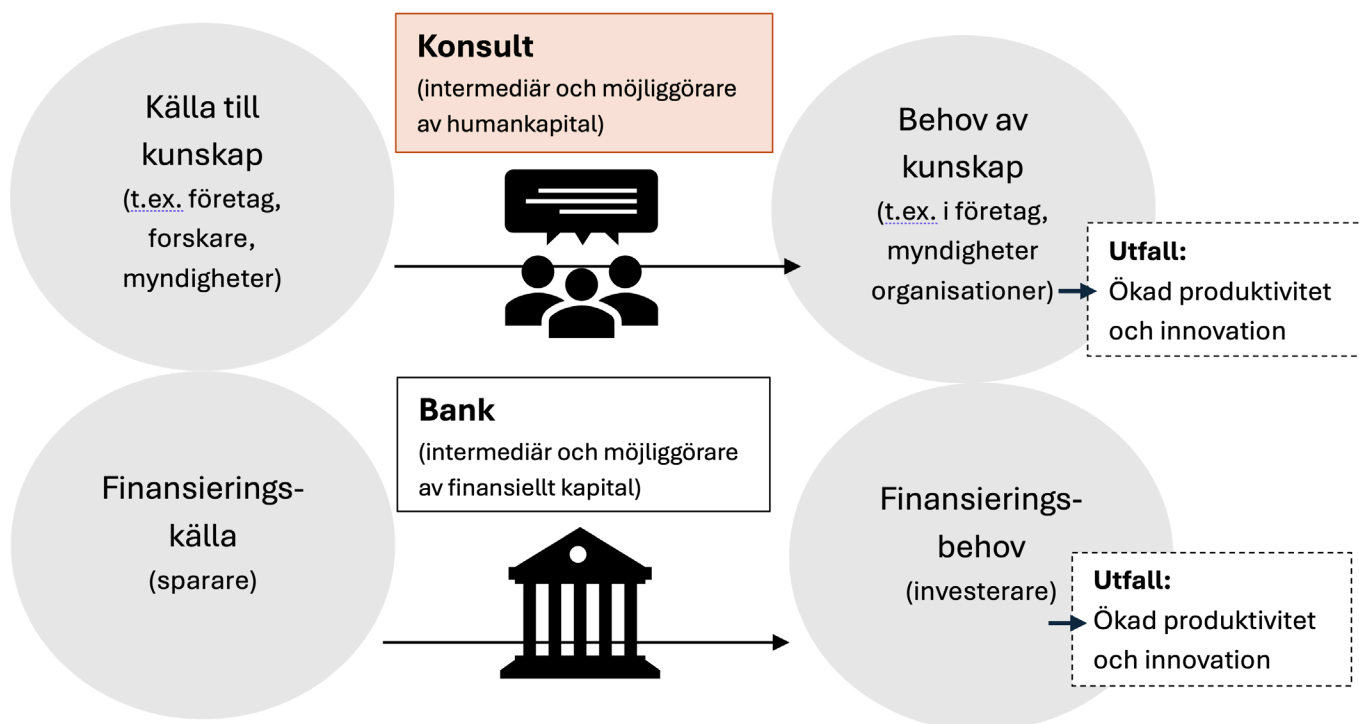 Källa till
kunskap
(t.ex. företag,
forskare,
myndigheter)
Konsult
(intermediär och möjliggörare
av humankapital)
Behov av
kunskap
(t.ex. i företag,
myndigheter
organisationer)
Utfall:
Ökad produktivitet
och innovation
Finansierings-
källa
(sparare)
Bank
(intermediär och möjliggörare
av finansiellt kapital)
Finansierings-
behov
(investerare)
Utfall:
Ökad produktivitet
och innovation